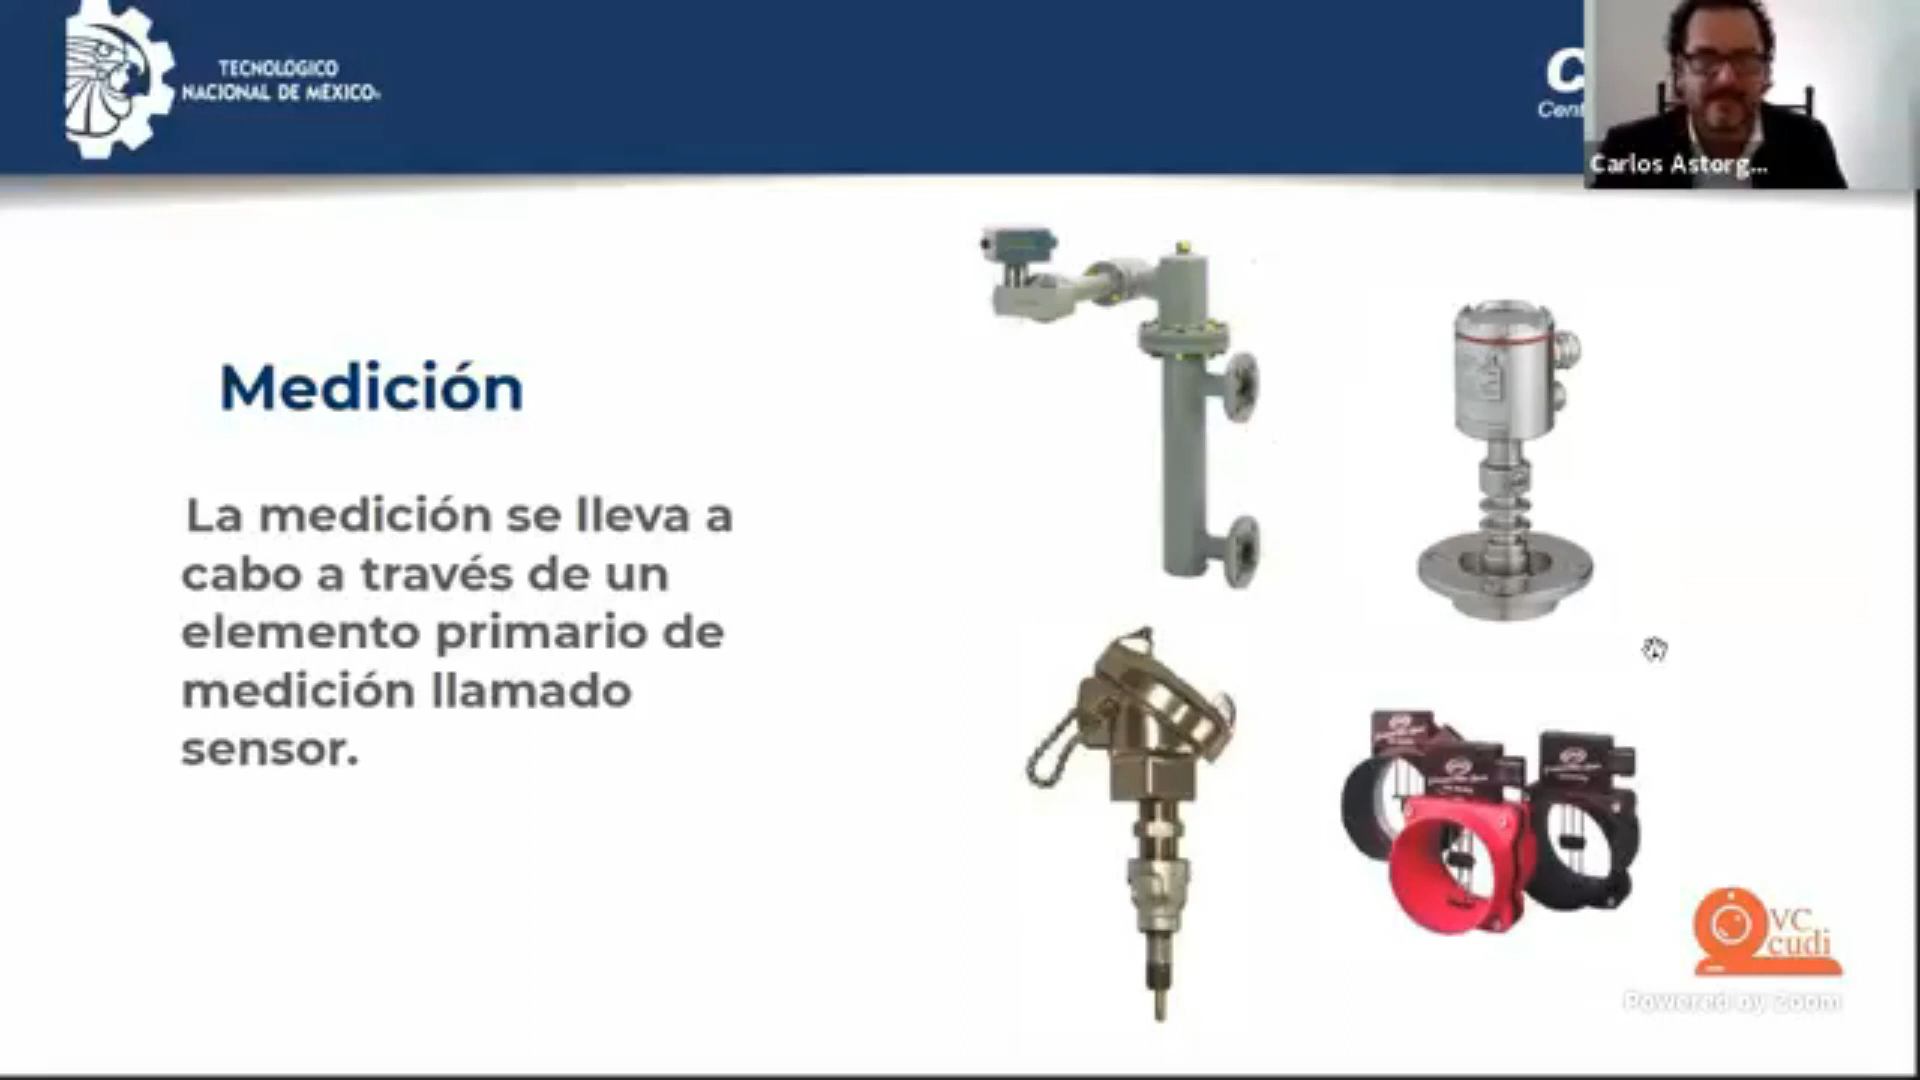 TECNOLÓGICO
NACIONAL DE MÉXICO®
C
Cent
Carlos Astorg...
Medición
La medición se lleva a
cabo a través de un
elemento primario de
medición llamado
sensor.
VC
cudi
Powered by Zoom